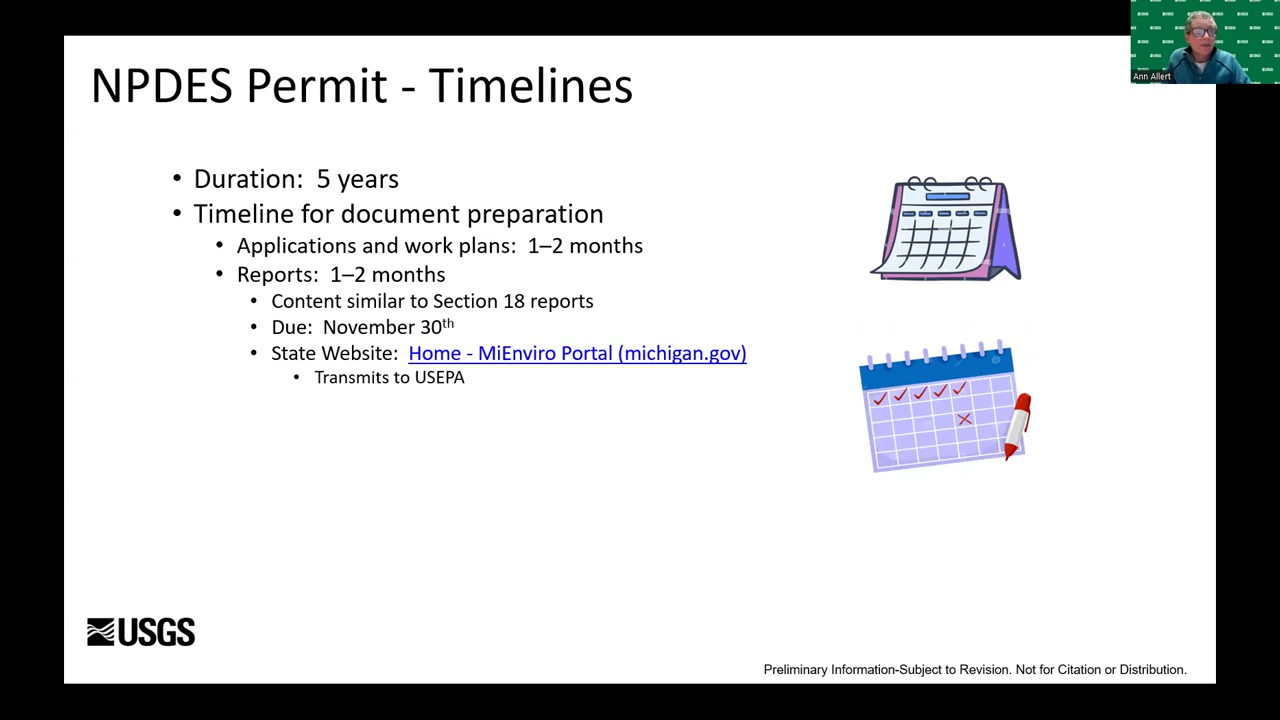 Ann Allert
NPDES Permit - Timelines
• Duration: 5 years
• Timeline for document preparation
• Applications and work plans: 1–2 months
• Reports: 1–2 months
• Content similar to Section 18 reports
• Due: November 30th
• State Website: Home - MiEnviro Portal (michigan.gov)
• Transmits to USEPA
USGS
Preliminary Information-Subject to Revision. Not for Citation or Distribution.